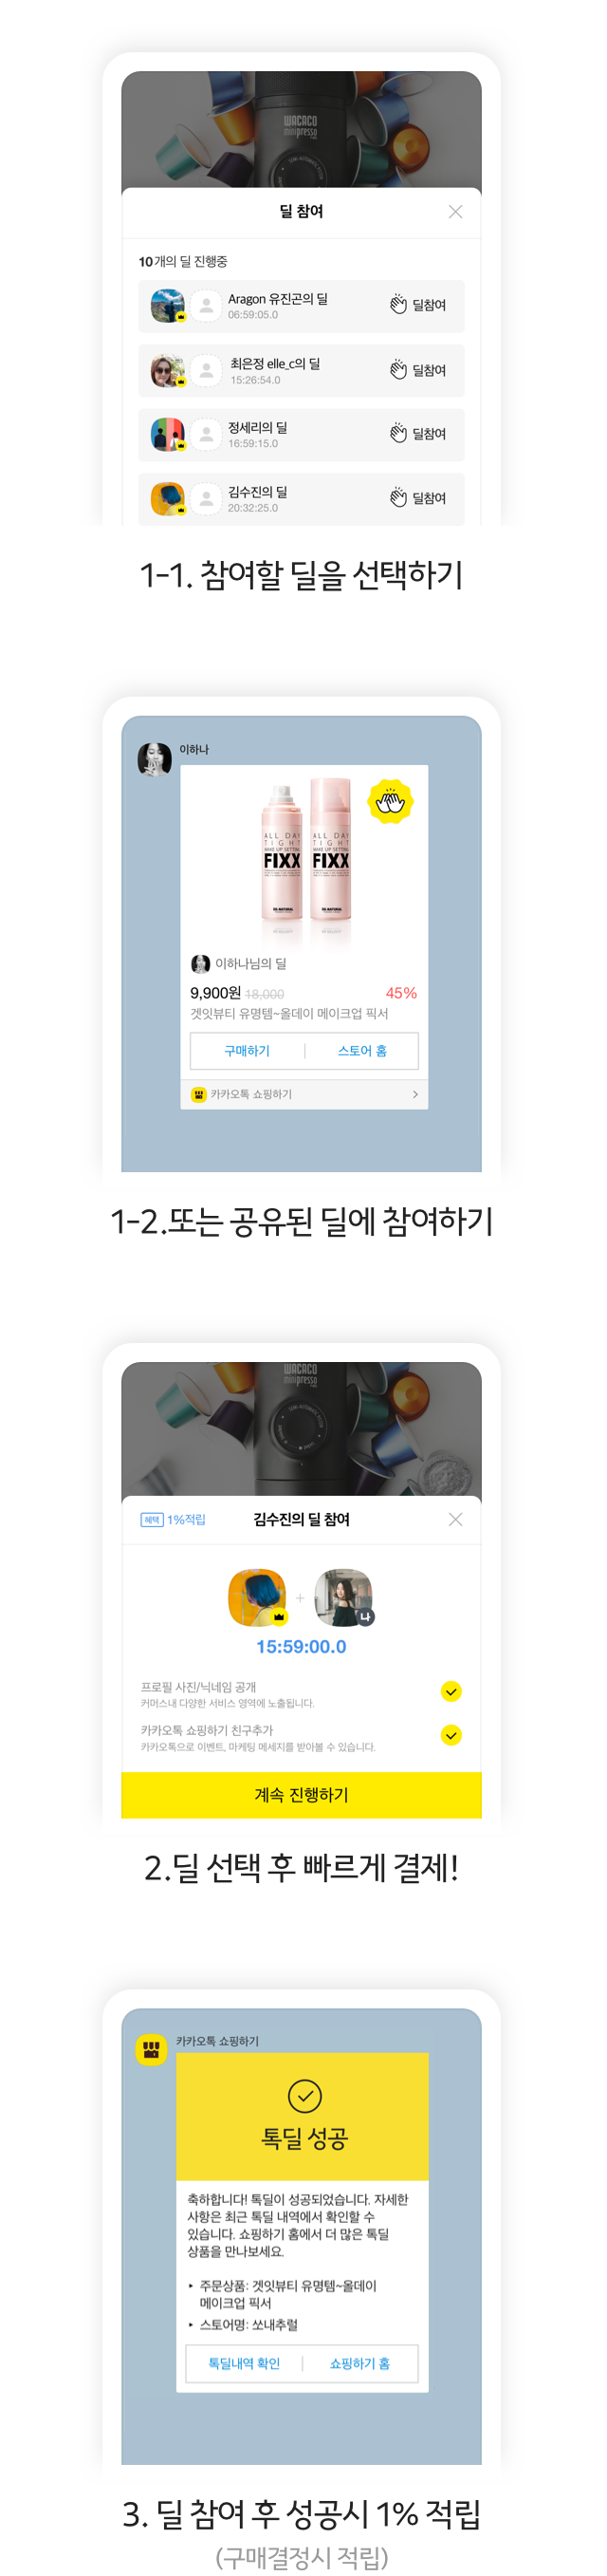 WACACO
minipresso
딜 참여
10개의 딜 진행중
Aragon 유진곤의 딜
06:59:05.0
딜참여
최은정 elle_c의 딜
15:26:54.0
딜참여
정세리의 딜
16:59:15.0
딜참여
김수진의 딜
20:32:25.0
딜참여
1-1. 참여할 딜을 선택하기
이하나
ALL DAY ALL DAY
TIGHT TIGHT
MAKE UP SETTING MAKE UP SETTING
FIXX FIXX
이하나님의 딜
9,900원 18,000 45%
겟잇뷰티 유명템~올데이 메이크업 픽서
구매하기 스토어 홈
카카오톡 쇼핑하기
1-2.또는 공유된 딜에 참여하기
WACACO
minipresso
혜택 1%적립 김수진의 딜 참여
나
15:59:00.0
프로필 사진/닉네임 공개
커머스내 다양한 서비스 영역에 노출됩니다.
카카오톡 쇼핑하기 친구추가
카카오톡으로 이벤트, 마케팅 메세지를 받아볼 수 있습니다.
계속 진행하기
2.딜 선택 후 빠르게 결제!
카카오톡 쇼핑하기
톡딜 성공
축하합니다! 톡딜이 성공되었습니다. 자세한
사항은 최근 톡딜 내역에서 확인할 수
있습니다. 쇼핑하기 홈에서 더 많은 톡딜
상품을 만나보세요.
‣ 주문상품: 겟잇뷰티 유명템~올데이
메이크업 픽서
‣ 스토어명: 쏘내추럴
톡딜내역 확인 쇼핑하기 홈
3. 딜 참여 후 성공시 1% 적립
(구매결정시 적립)